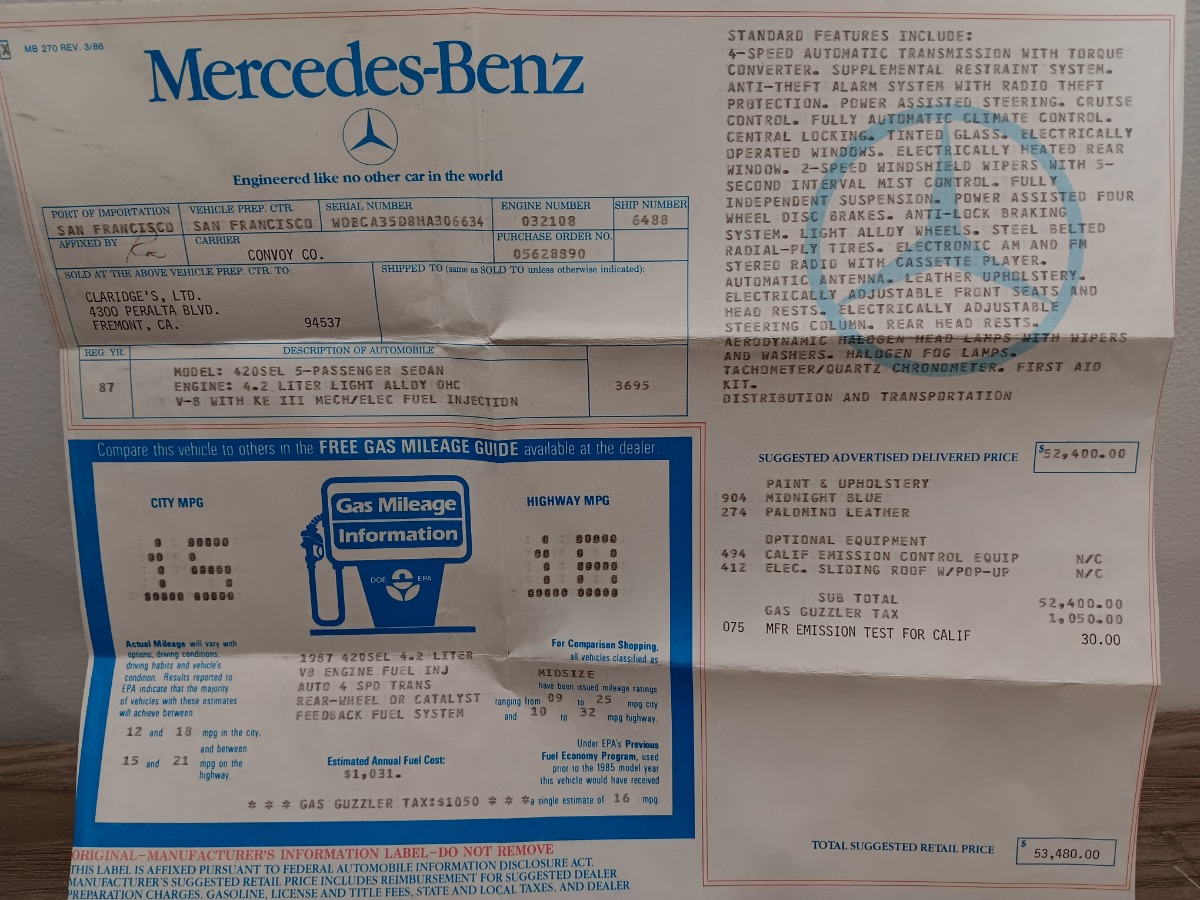 X MB 270 REV. 3/86
Mercedes-Benz
Engineered like no other car in the world
PORT OF IMPORTATION VEHICLE PREP. CTR. SERIAL NUMBER ENGINE NUMBER SHIP NUMBER
SAN FRANCISCO SAN FRANCISCO WDBCA35D8HA306634 032108 6488
AFFIXED BY CARRIER PURCHASE ORDER NO.
CONVOY CO. 05628890
SOLD AT THE ABOVE VEHICLE PREP. CTR. TO: SHIPPED TO (same as SOLD TO unless otherwise indicated):
CLARIDGE'S, LTD.
4300 PERALTA BLVD.
FREMONT, CA. 94537
REG. YR. DESCRIPTION OF AUTOMOBILE
MODEL: 420SEL 5-PASSENGER SEDAN
87 ENGINE: 4.2 LITER LIGHT ALLOY OHC 3695
V-8 WITH KE III MECH/ELEC FUEL INJECTION
Compare this vehicle to others in the FREE GAS MILEAGE GUIDE available at the dealer.
CITY MPG
15
Gas Mileage
Information
DOE EPA
HIGHWAY MPG
18
Actual Mileage will vary with
options, driving conditions,
driving habits and vehicle's
condition. Results reported to
EPA indicate that the majority
of vehicles with these estimates
will achieve between
12 and 18 mpg in the city,
and between
15 and 21 mpg on the
highway.
1987 420SEL 4.2 LITER
V8 ENGINE FUEL INJ
AUTO 4 SPD TRANS
REAR-WHEEL DR CATALYST
FEEDBACK FUEL SYSTEM
Estimated Annual Fuel Cost:
$1,031.
For Comparison Shopping,
all vehicles classified as
MIDSIZE
have been issued mileage ratings
ranging from 09 to 25 mpg city
and 10 to 32 mpg highway.
Under EPA's Previous
Fuel Economy Program, used
prior to the 1985 model year
this vehicle would have received
* * * GAS GUZZLER TAX:$1050 * * * a single estimate of 16 mpg
ORIGINAL-MANUFACTURER'S INFORMATION LABEL-DO NOT REMOVE
THIS LABEL IS AFFIXED PURSUANT TO FEDERAL AUTOMOBILE INFORMATION DISCLOSURE ACT.
MANUFACTURER'S SUGGESTED RETAIL PRICE INCLUDES REIMBURSEMENT FOR SUGGESTED DEALER
PREPARATION CHARGES. GASOLINE, LICENSE AND TITLE FEES, STATE AND LOCAL TAXES, AND DEALER
STANDARD FEATURES INCLUDE:
4-SPEED AUTOMATIC TRANSMISSION WITH TORQUE
CONVERTER. SUPPLEMENTAL RESTRAINT SYSTEM.
ANTI-THEFT ALARM SYSTEM WITH RADIO THEFT
PROTECTION. POWER ASSISTED STEERING. CRUISE
CONTROL. FULLY AUTOMATIC CLIMATE CONTROL.
CENTRAL LOCKING. TINTED GLASS. ELECTRICALLY
OPERATED WINDOWS. ELECTRICALLY HEATED REAR
WINDOW. 2-SPEED WINDSHIELD WIPERS WITH 5-
SECOND INTERVAL MIST CONTROL. FULLY
INDEPENDENT SUSPENSION. POWER ASSISTED FOUR
WHEEL DISC BRAKES. ANTI-LOCK BRAKING
SYSTEM. LIGHT ALLOY WHEELS. STEEL BELTED
RADIAL-PLY TIRES. ELECTRONIC AM AND FM
STEREO RADIO WITH CASSETTE PLAYER.
AUTOMATIC ANTENNA. LEATHER UPHOLSTERY.
ELECTRICALLY ADJUSTABLE FRONT SEATS AND
HEAD RESTS. ELECTRICALLY ADJUSTABLE
STEERING COLUMN. REAR HEAD RESTS.
AERODYNAMIC HALOGEN HEAD LAMPS WITH WIPERS
AND WASHERS. HALOGEN FOG LAMPS.
TACHOMETER/QUARTZ CHRONOMETER. FIRST AID
KIT.
DISTRIBUTION AND TRANSPORTATION
SUGGESTED ADVERTISED DELIVERED PRICE $52,400.00
PAINT & UPHOLSTERY
904 MIDNIGHT BLUE
274 PALOMINO LEATHER
OPTIONAL EQUIPMENT
494 CALIF EMISSION CONTROL EQUIP N/C
412 ELEC. SLIDING ROOF W/POP-UP N/C
SUB TOTAL 52,400.00
GAS GUZZLER TAX 1,050.00
075 MFR EMISSION TEST FOR CALIF 30.00
TOTAL SUGGESTED RETAIL PRICE $53,480.00